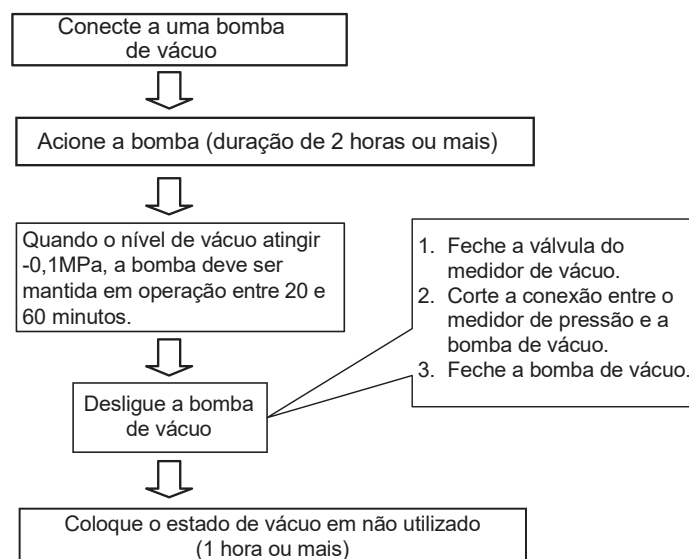 Conecte a uma bomba
de vácuo
Acione a bomba (duração de 2 horas ou mais)
Quando o nível de vácuo atingir
-0,1MPa, a bomba deve ser
mantida em operação entre 20 e
60 minutos.
1. Feche a válvula do
medidor de vácuo.
2. Corte a conexão entre o
medidor de pressão e a
bomba de vácuo.
3. Feche a bomba de vácuo.
Desligue a bomba
de vácuo
Coloque o estado de vácuo em não utilizado
(1 hora ou mais)